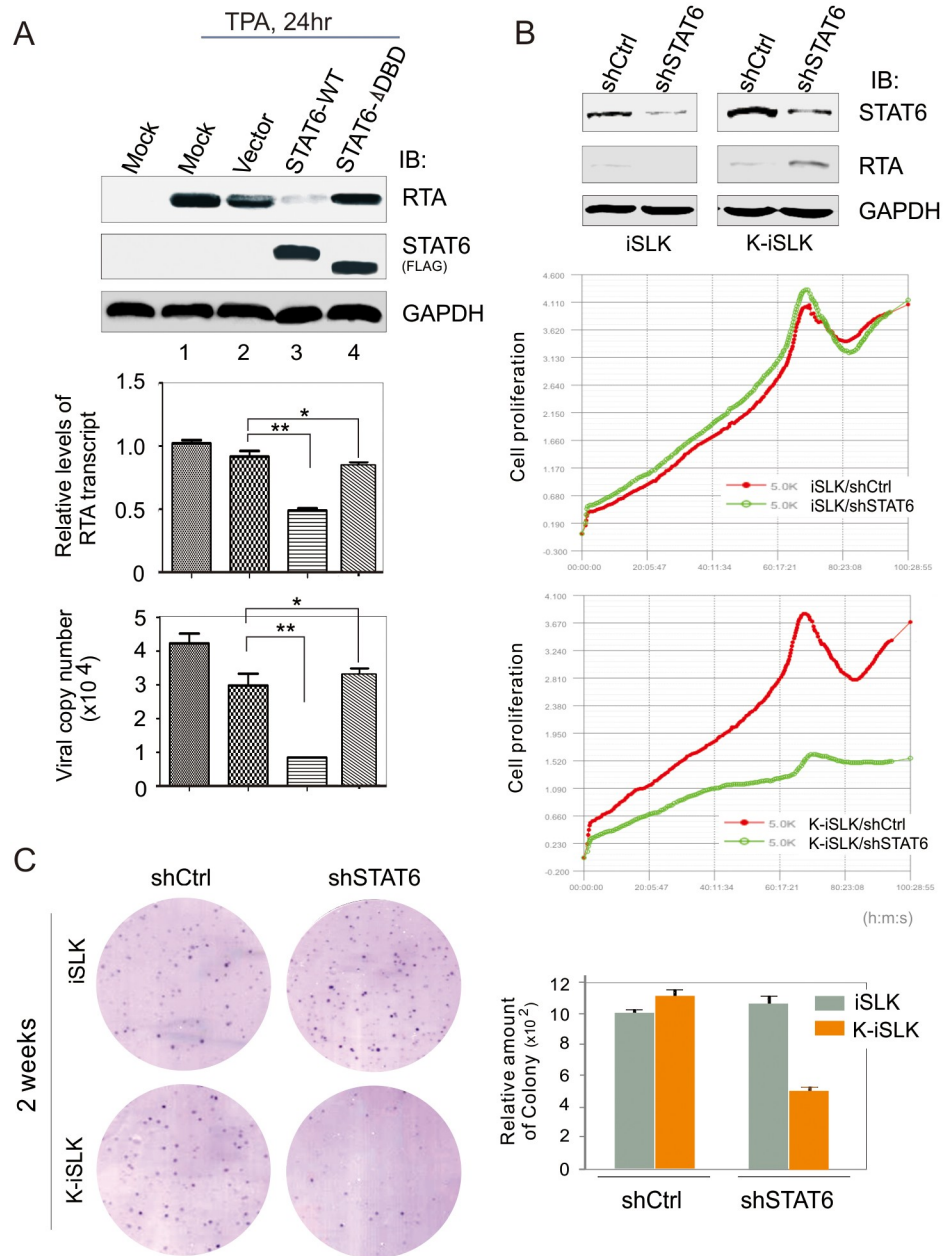 A
TPA, 24hr
Mock
Mock
Vector
STAT6-WT
STAT6-ΔDBD
IB:
RTA
STAT6
(FLAG)
GAPDH
1 2 3 4
Relative levels of
RTA transcript
1.5
1.0
0.5
0
*
**
Viral copy number
(x10 4)
5
4
3
2
1
0
*
**
B
shCtrl
shSTAT6
shCtrl
shSTAT6
IB:
STAT6
RTA
GAPDH
iSLK K-iSLK
Cell proliferation
4.600
4.110
3.620
3.130
2.640
2.150
1.660
1.170
0.680
0.190
-0.300
5.0K iSLK/shCtrl
5.0K iSLK/shSTAT6
00:00:00 20:05:47 40:11:34 60:17:21 80:23:08 100:28:55
Cell proliferation
4.100
3.670
3.240
2.810
2.080
1.950
1.520
1.090
0.660
0.230
-0.200
5.0K K-iSLK/shCtrl
5.0K K-iSLK/shSTAT6
00:00:00 20:05:47 40:11:34 60:17:21 80:23:08 100:28:55
(h:m:s)
C
shCtrl shSTAT6
2 weeks
iSLK
K-iSLK
Relative amount
of Colony (x10 2)
12
10
8
6
4
2
0
iSLK
K-iSLK
shCtrl shSTAT6